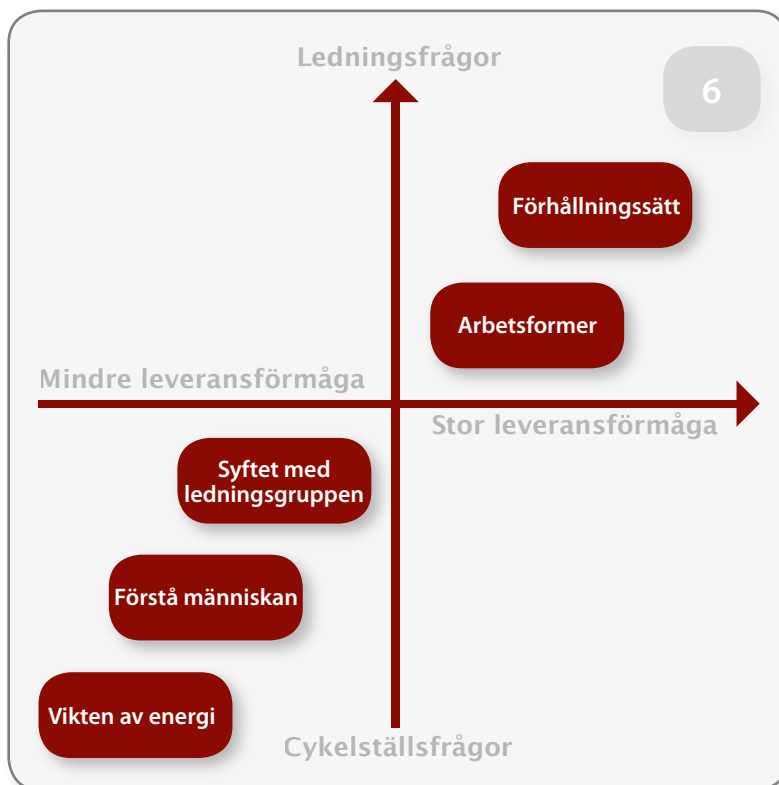 Ledningsfrågor
6
Förhållningssätt
Arbetsformer
Mindre leveransförmåga
Stor leveransförmåga
Syftet med
ledningsgruppen
Förstå människan
Vikten av energi
Cykelställsfrågor